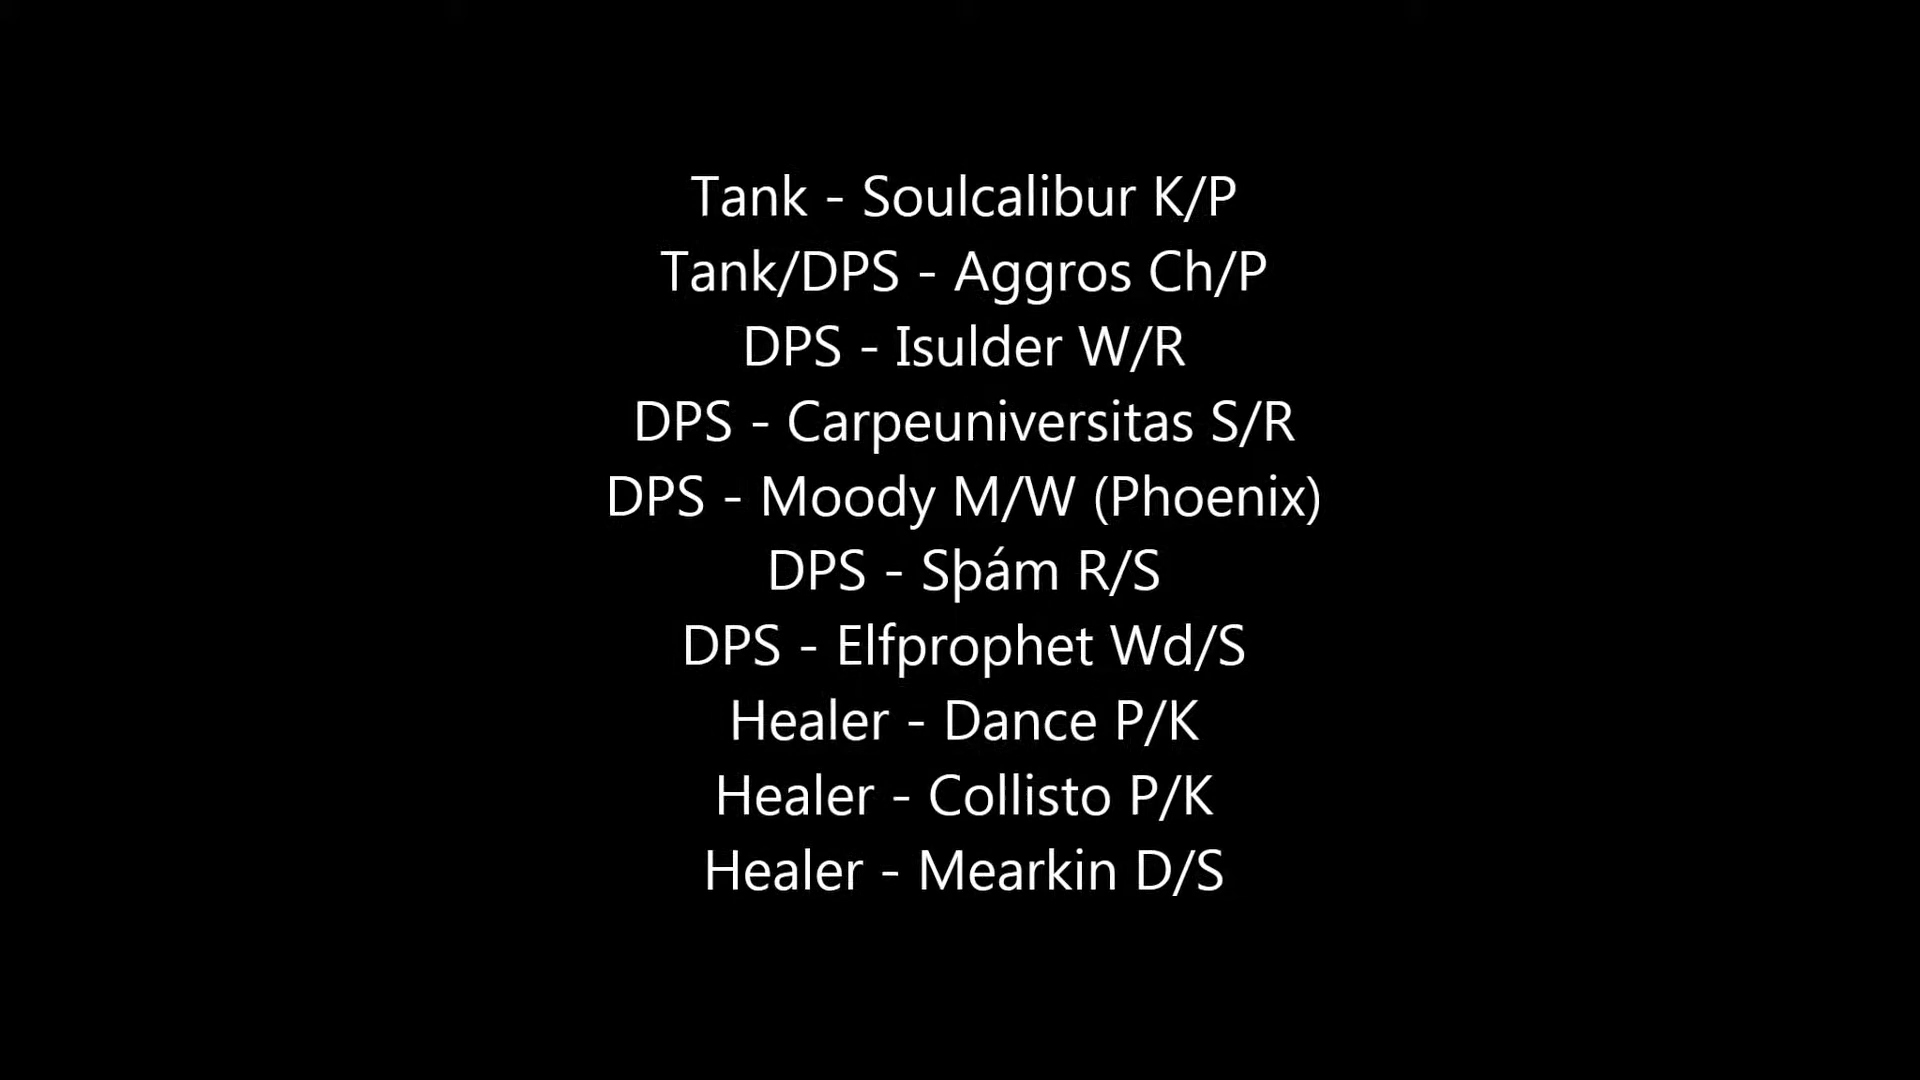 Tank - Soulcalibur K/P
Tank/DPS - Aggros Ch/P
DPS - Isulder W/R
DPS - Carpeuniversitas S/R
DPS - Moody M/W (Phoenix)
DPS - Sþám R/S
DPS - Elfprophet Wd/S
Healer - Dance P/K
Healer - Collisto P/K
Healer - Mearkin D/S